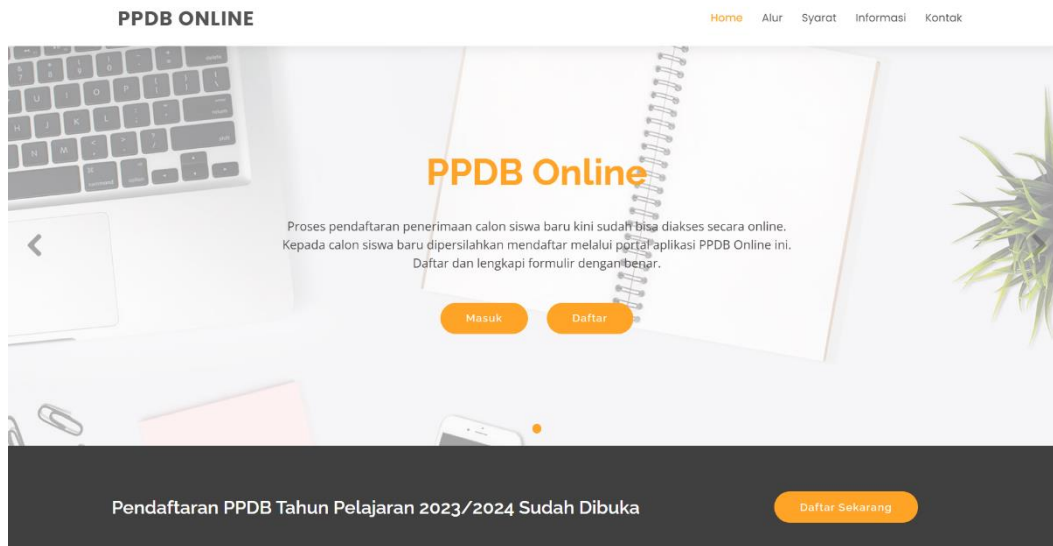 PPDB ONLINE
Home Alur Syarat Informasi Kontak
PPDB Online
Proses pendaftaran penerimaan calon siswa baru kini sudah bisa diakses secara online.
Kepada calon siswa baru dipersilahkan mendaftar melalui portal aplikasi PPDB Online ini.
Daftar dan lengkapi formulir dengan benar.
Masuk Daftar
Pendaftaran PPDB Tahun Pelajaran 2023/2024 Sudah Dibuka
Daftar Sekarang